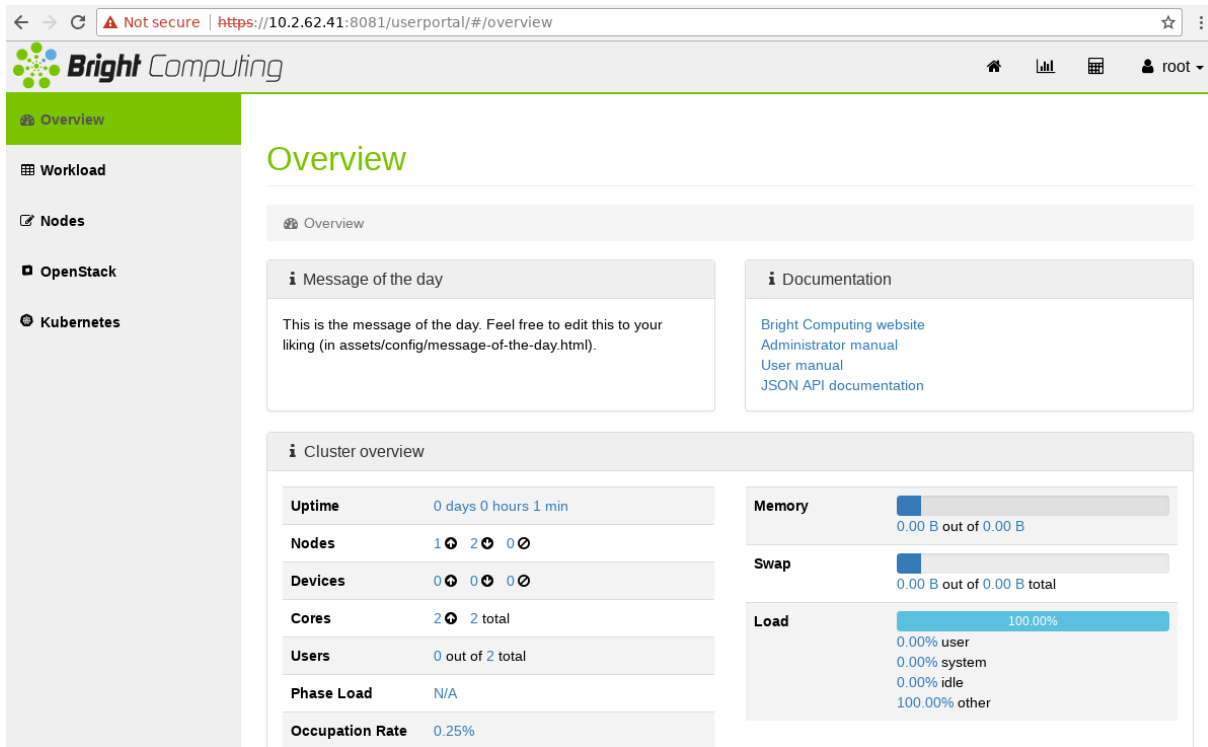 Not secure | https://10.2.62.41:8081/userportal/#/overview
Bright Computing
root
Overview
Workload
Nodes
OpenStack
Kubernetes
Overview
Overview
Message of the day
This is the message of the day. Feel free to edit this to your
liking (in assets/config/message-of-the-day.html).
Documentation
Bright Computing website
Administrator manual
User manual
JSON API documentation
Cluster overview
Uptime 0 days 0 hours 1 min
Nodes 1 2 0
Devices 0 0 0
Cores 2 2 total
Users 0 out of 2 total
Phase Load N/A
Occupation Rate 0.25%
Memory
0.00 B out of 0.00 B
Swap
0.00 B out of 0.00 B total
Load 100.00%
0.00% user
0.00% system
0.00% idle
100.00% other